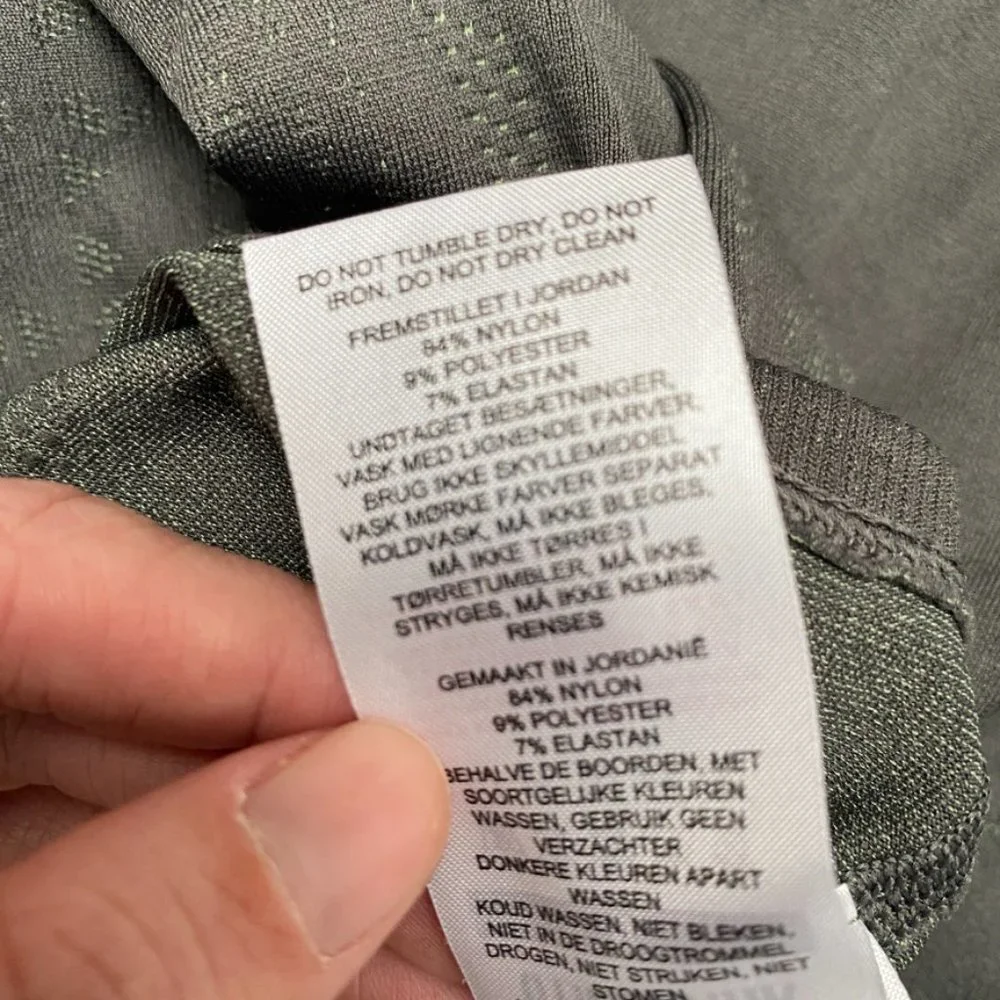 DO NOT TUMBLE DRY, DO NOT
IRON, DO NOT DRY CLEAN
FREMSTILLET I JORDAN
84% NYLON
9% POLYESTER
7% ELASTAN
UNDTAGET BESÆTNINGER,
VASK MED LIGNENDE FARVER,
BRUG IKKE SKYLLEMIDDEL
VASK MØRKE FARVER SEPARAT
KOLDVASK, MÅ IKKE BLEGES,
MÅ IKKE TØRRES I
TØRRETUMBLER, MÅ IKKE
STRYGES, MÅ IKKE KEMISK
RENSES
GEMAAKT IN JORDANIË
84% NYLON
9% POLYESTER
7% ELASTAN
BEHALVE DE BOORDEN, MET
SOORTGELIJKE KLEUREN
WASSEN, GEBRUIK GEEN
VERZACHTER
DONKERE KLEUREN APART
WASSEN
KOUD WASSEN, NIET BLEKEN,
NIET IN DE DROOGTROMMEL
DROGEN, NIET STRIJKEN, NIET
STOMEN